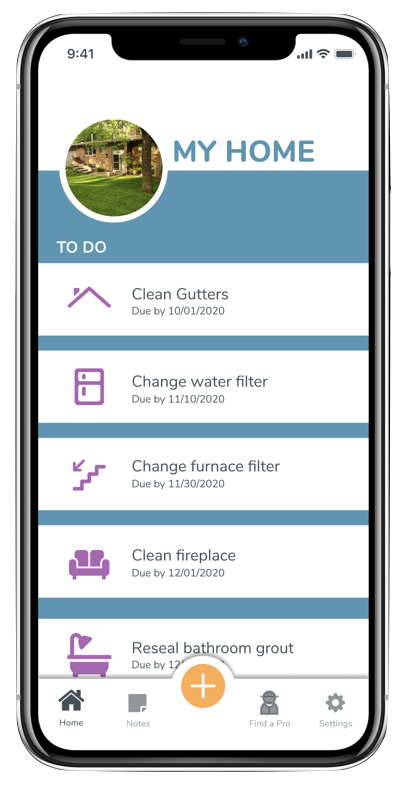 9:41
MY HOME
TO DO
Clean Gutters
Due by 10/01/2020
Change water filter
Due by 11/10/2020
Change furnace filter
Due by 11/30/2020
Clean fireplace
Due by 12/01/2020
Reseal bathroom grout
Due by
Home
Notes
Find a Pro
Settings